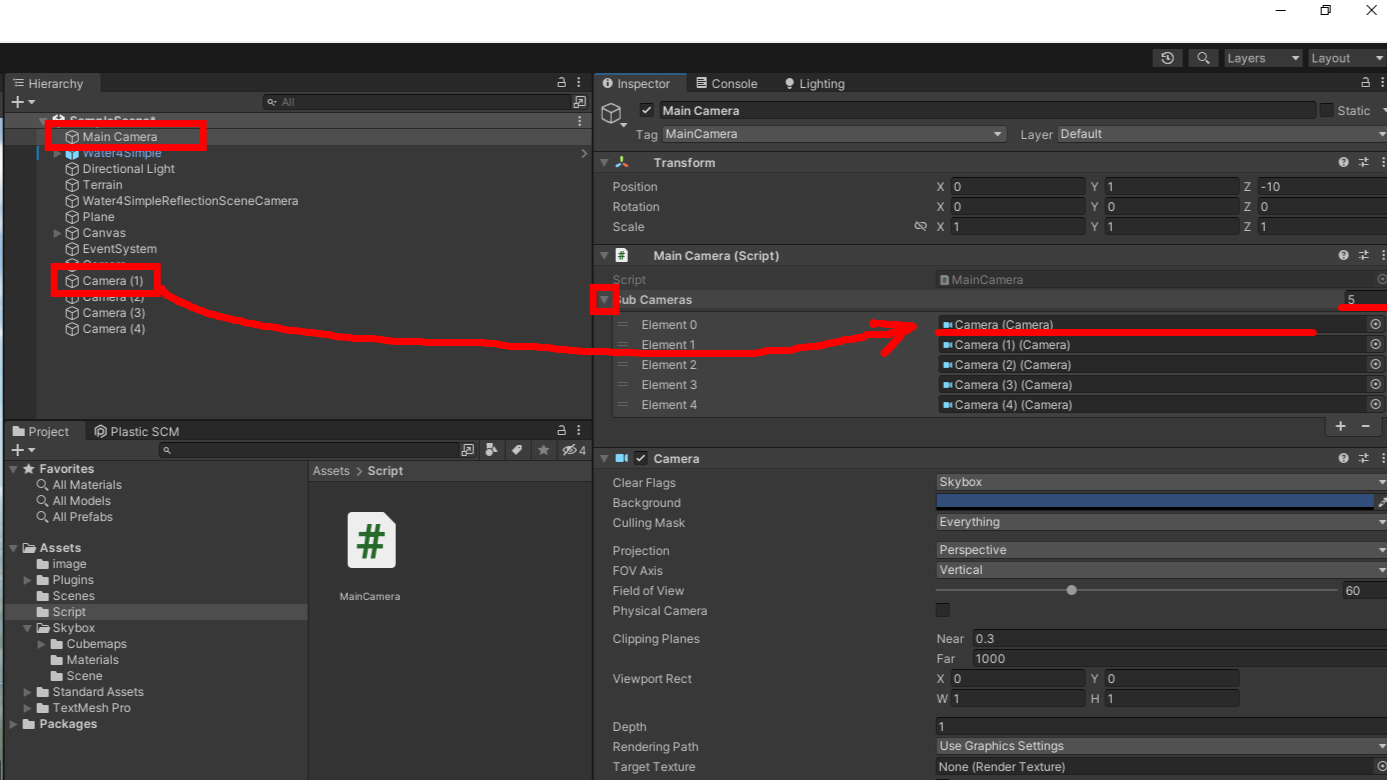 Layers
Layout
Hierarchy
All
SampleScene*
Main Camera
Water4Simple
Directional Light
Terrain
Water4SimpleReflectionSceneCamera
Plane
Canvas
EventSystem
Camera
Camera (1)
Camera (2)
Camera (3)
Camera (4)
Project
Plastic SCM
4
Favorites
All Materials
All Models
All Prefabs
Assets
image
Plugins
Scenes
Script
Skybox
Cubemaps
Materials
Scene
Standard Assets
TextMesh Pro
Packages
Assets > Script
#
MainCamera
Inspector
Console
Lighting
Main Camera
Static
Tag MainCamera
Layer Default
Transform
Position X 0 Y 1 Z -10
Rotation X 0 Y 0 Z 0
Scale X 1 Y 1 Z 1
# Main Camera (Script)
Script MainCamera
Sub Cameras 5
Element 0 Camera (Camera)
Element 1 Camera (1) (Camera)
Element 2 Camera (2) (Camera)
Element 3 Camera (3) (Camera)
Element 4 Camera (4) (Camera)
+ −
Camera
Clear Flags Skybox
Background
Culling Mask Everything
Projection Perspective
FOV Axis Vertical
Field of View 60
Physical Camera
Clipping Planes Near 0.3
Far 1000
Viewport Rect X 0 Y 0
W 1 H 1
Depth 1
Rendering Path Use Graphics Settings
Target Texture None (Render Texture)